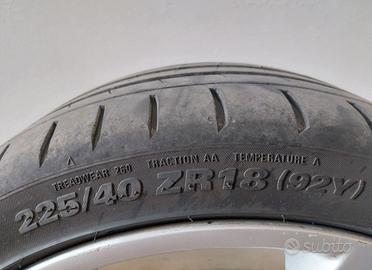 TREADWEAR 260 TRACTION AA TEMPERATURE A
225/40 ZR18 (92Y)
subito